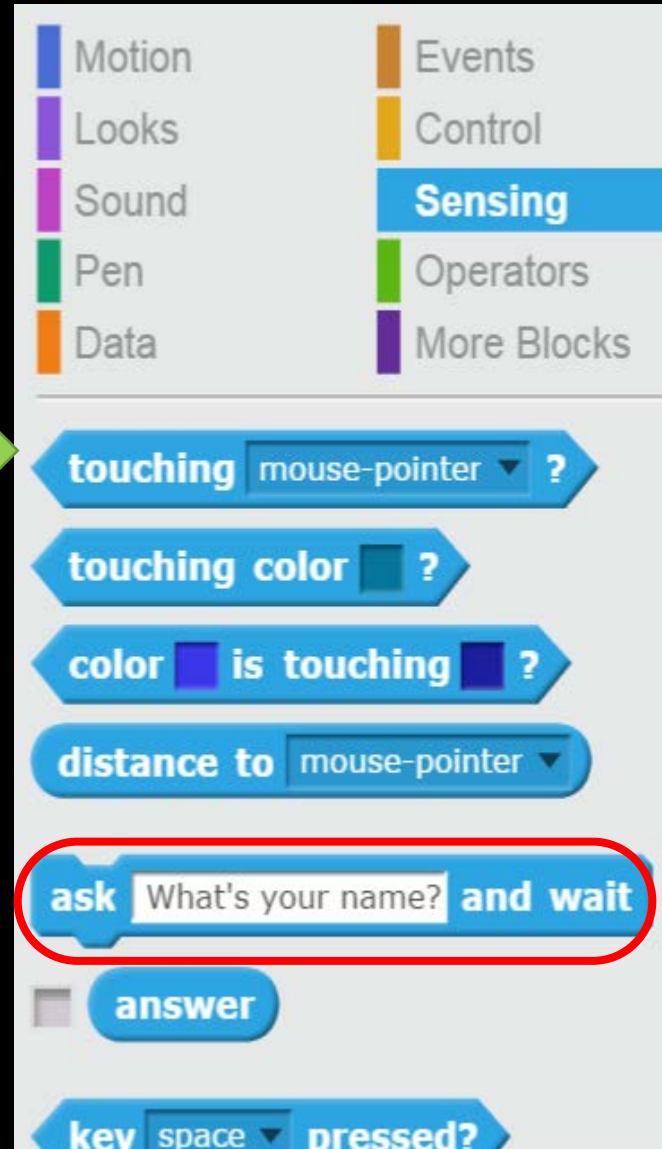 Motion Events
Looks Control
Sound Sensing
Pen Operators
Data More Blocks
touching mouse-pointer ?
touching color ?
color is touching ?
distance to mouse-pointer
ask What's your name? and wait
answer
key space pressed?